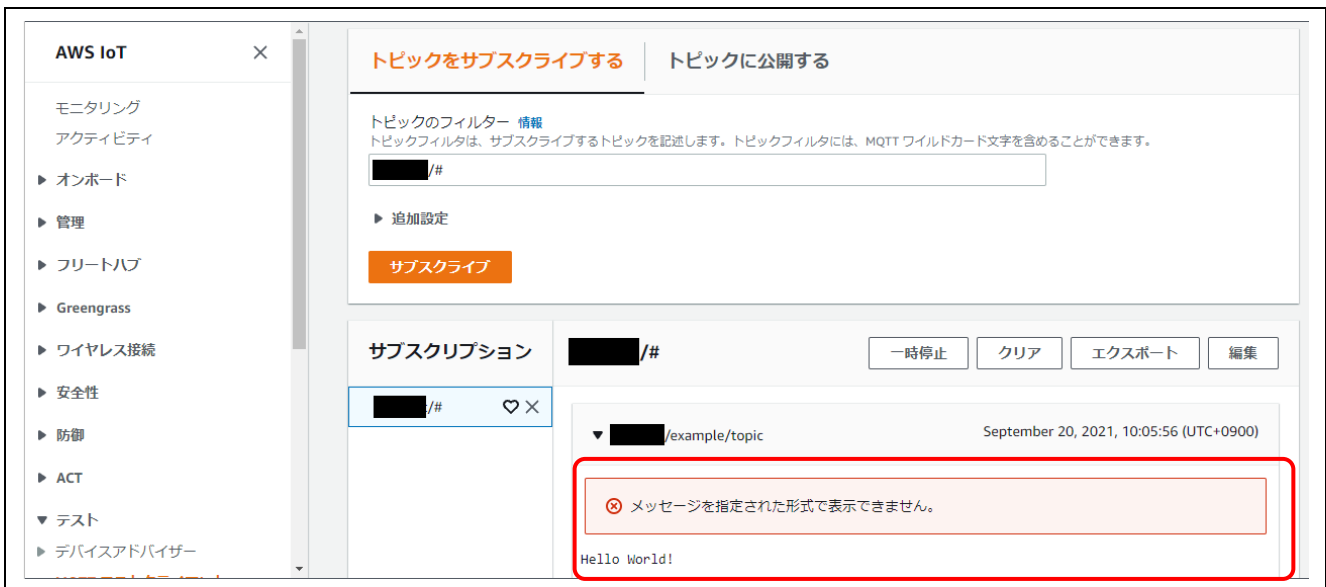 AWS IoT
モニタリング
アクティビティ
オンボード
管理
フリートハブ
Greengrass
ワイヤレス接続
安全性
防御
ACT
テスト
デバイスアドバイザー
トピックをサブスクライブする
トピックに公開する
トピックのフィルター 情報
トピックフィルタは、サブスクライブするトピックを記述します。トピックフィルタには、MQTT ワイルドカード文字を含めることができます。
/#
追加設定
サブスクライブ
サブスクリプション
/#
/#
一時停止
クリア
エクスポート
編集
/example/topic
September 20, 2021, 10:05:56 (UTC+0900)
メッセージを指定された形式で表示できません。
Hello World!